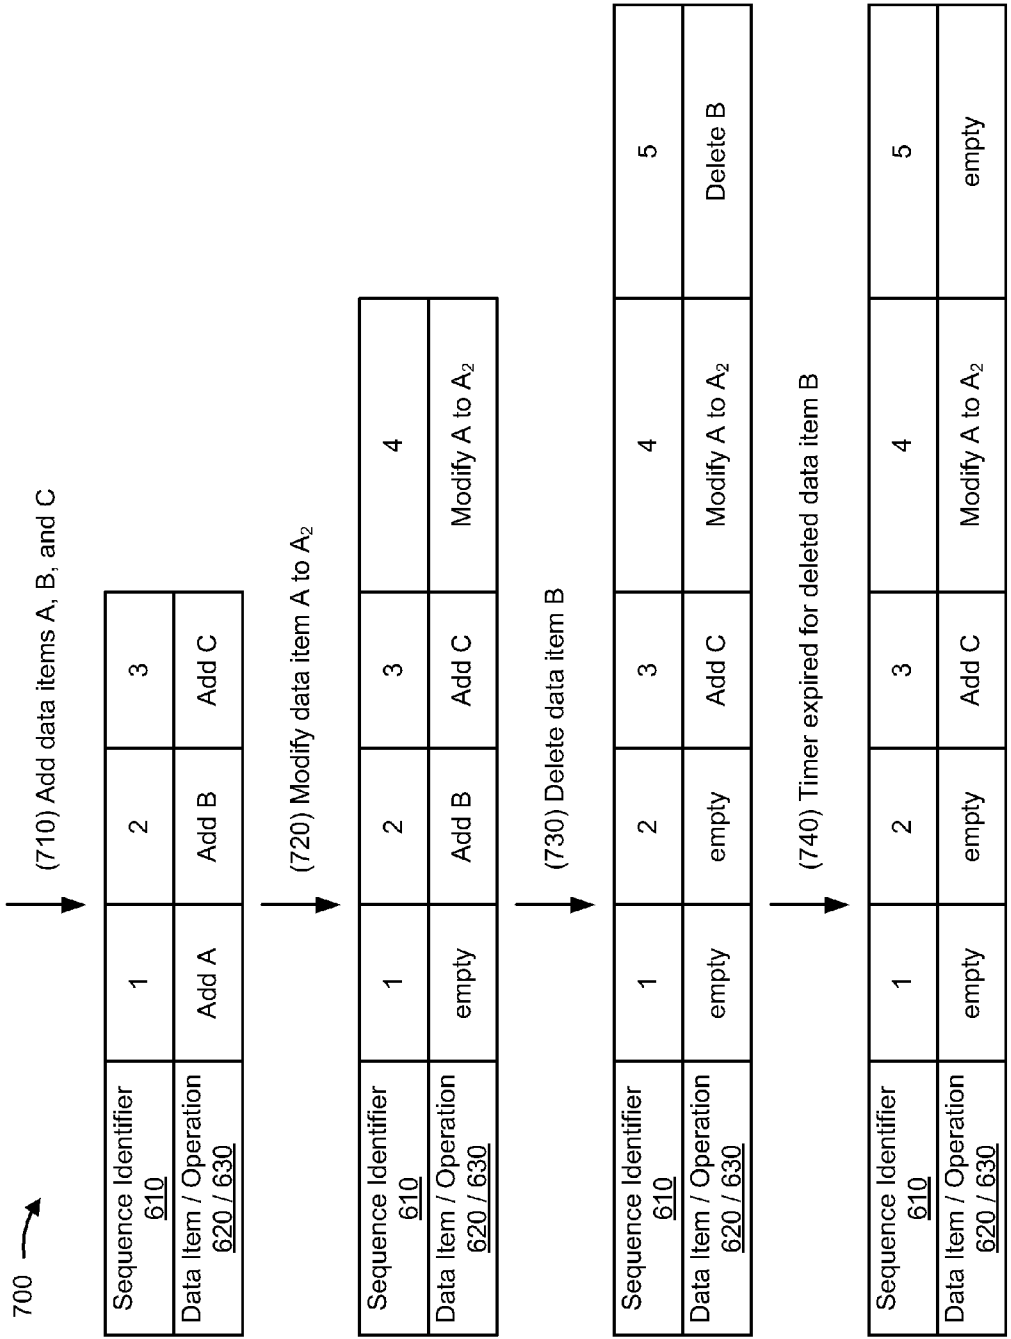 700
(710) Add data items A, B, and C
Sequence Identifier
610
1
2
3
Data Item / Operation
620 / 630
Add A
Add B
Add C
(720) Modify data item A to A₂
Sequence Identifier
610
1
2
3
4
Data Item / Operation
620 / 630
empty
Add B
Add C
Modify A to A₂
(730) Delete data item B
Sequence Identifier
610
1
2
3
4
5
Data Item / Operation
620 / 630
empty
empty
Add C
Modify A to A₂
Delete B
(740) Timer expired for deleted data item B
Sequence Identifier
610
1
2
3
4
5
Data Item / Operation
620 / 630
empty
empty
Add C
Modify A to A₂
empty